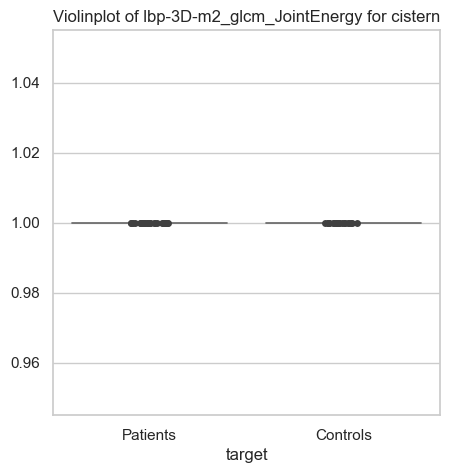 Violinplot of lbp-3D-m2_glcm_JointEnergy for cistern
1.04
1.02
1.00
0.98
0.96
Patients
Controls
target